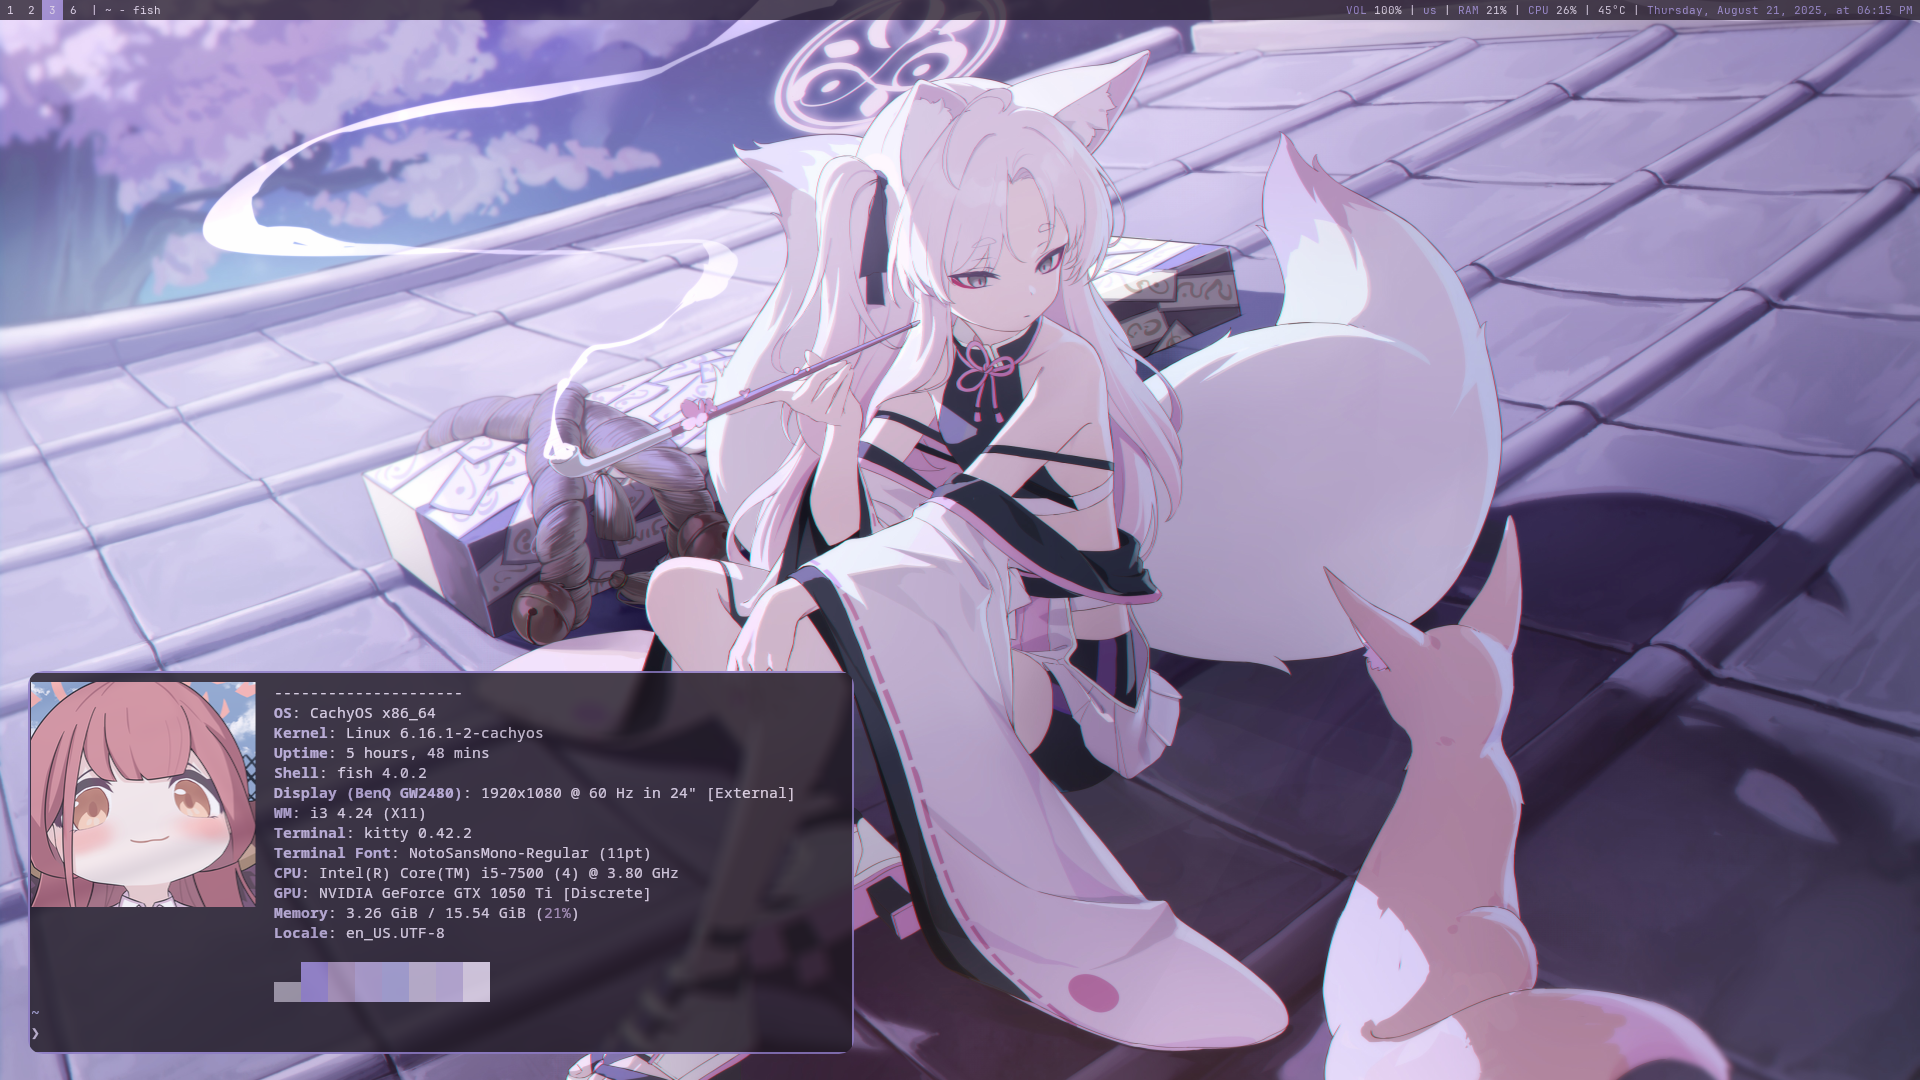 1 2 3 6 | ~ - fish
VOL 100% | us | RAM 21% | CPU 26% | 45°C | Thursday, August 21, 2025, at 06:15 PM
---------------------
OS: CachyOS x86_64
Kernel: Linux 6.16.1-2-cachyos
Uptime: 5 hours, 48 mins
Shell: fish 4.0.2
Display (BenQ GW2480): 1920x1080 @ 60 Hz in 24" [External]
WM: i3 4.24 (X11)
Terminal: kitty 0.42.2
Terminal Font: NotoSansMono-Regular (11pt)
CPU: Intel(R) Core(TM) i5-7500 (4) @ 3.80 GHz
GPU: NVIDIA GeForce GTX 1050 Ti [Discrete]
Memory: 3.26 GiB / 15.54 GiB (21%)
Locale: en_US.UTF-8
~
❯